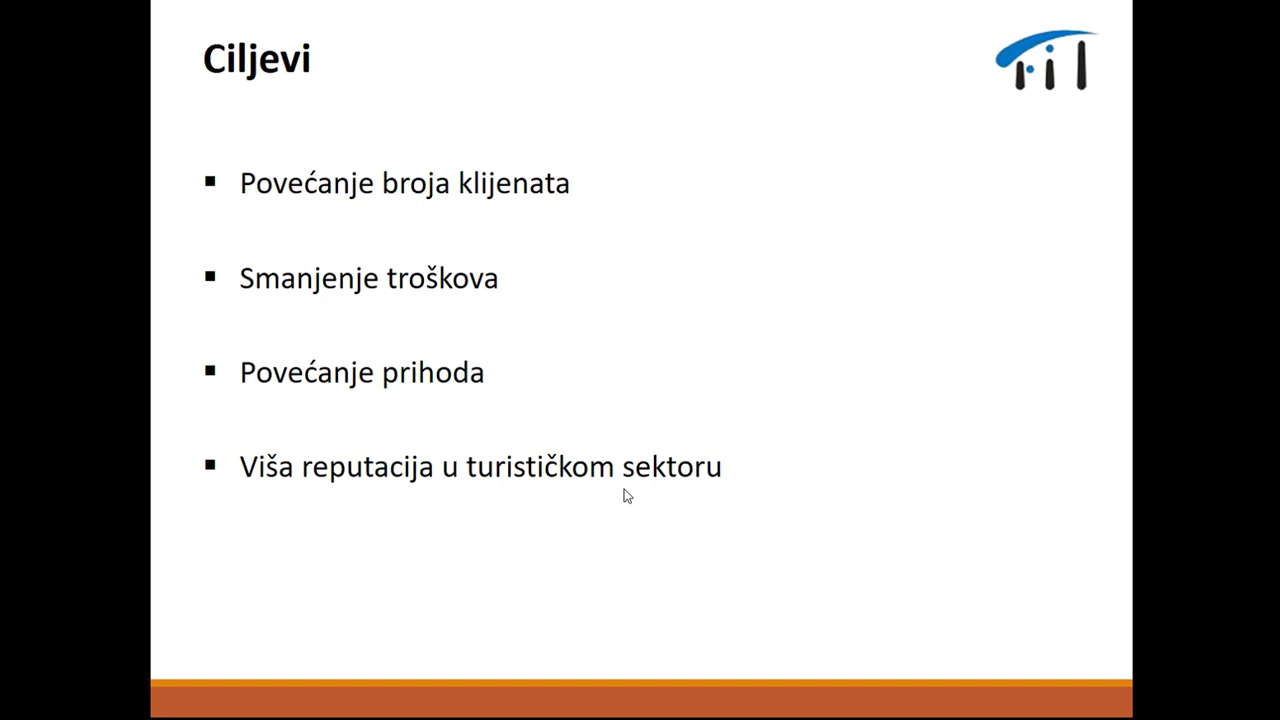 Ciljevi
Povećanje broja klijenata
Smanjenje troškova
Povećanje prihoda
Viša reputacija u turističkom sektoru